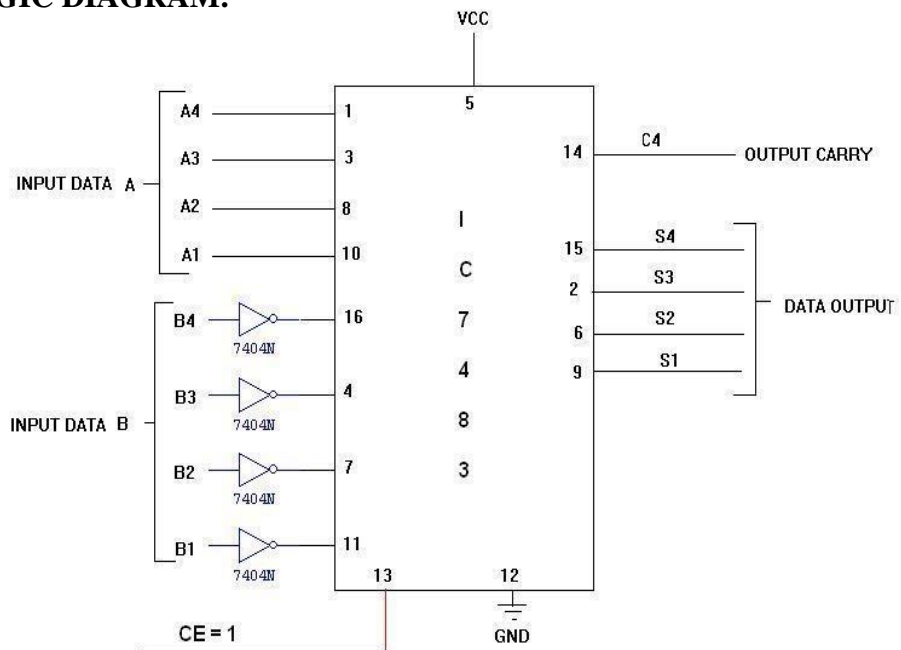 GIC DIAGRAM:
VCC
5
A4
1
A3
3
INPUT DATA A
A2
8
A1
10
14
C4
OUTPUT CARRY
I
C
7
4
8
3
15
S4
2
S3
DATA OUTPUT
6
S2
9
S1
B4
16
7404N
B3
4
7404N
INPUT DATA B
B2
7
7404N
B1
11
7404N
13
12
CE = 1
GND